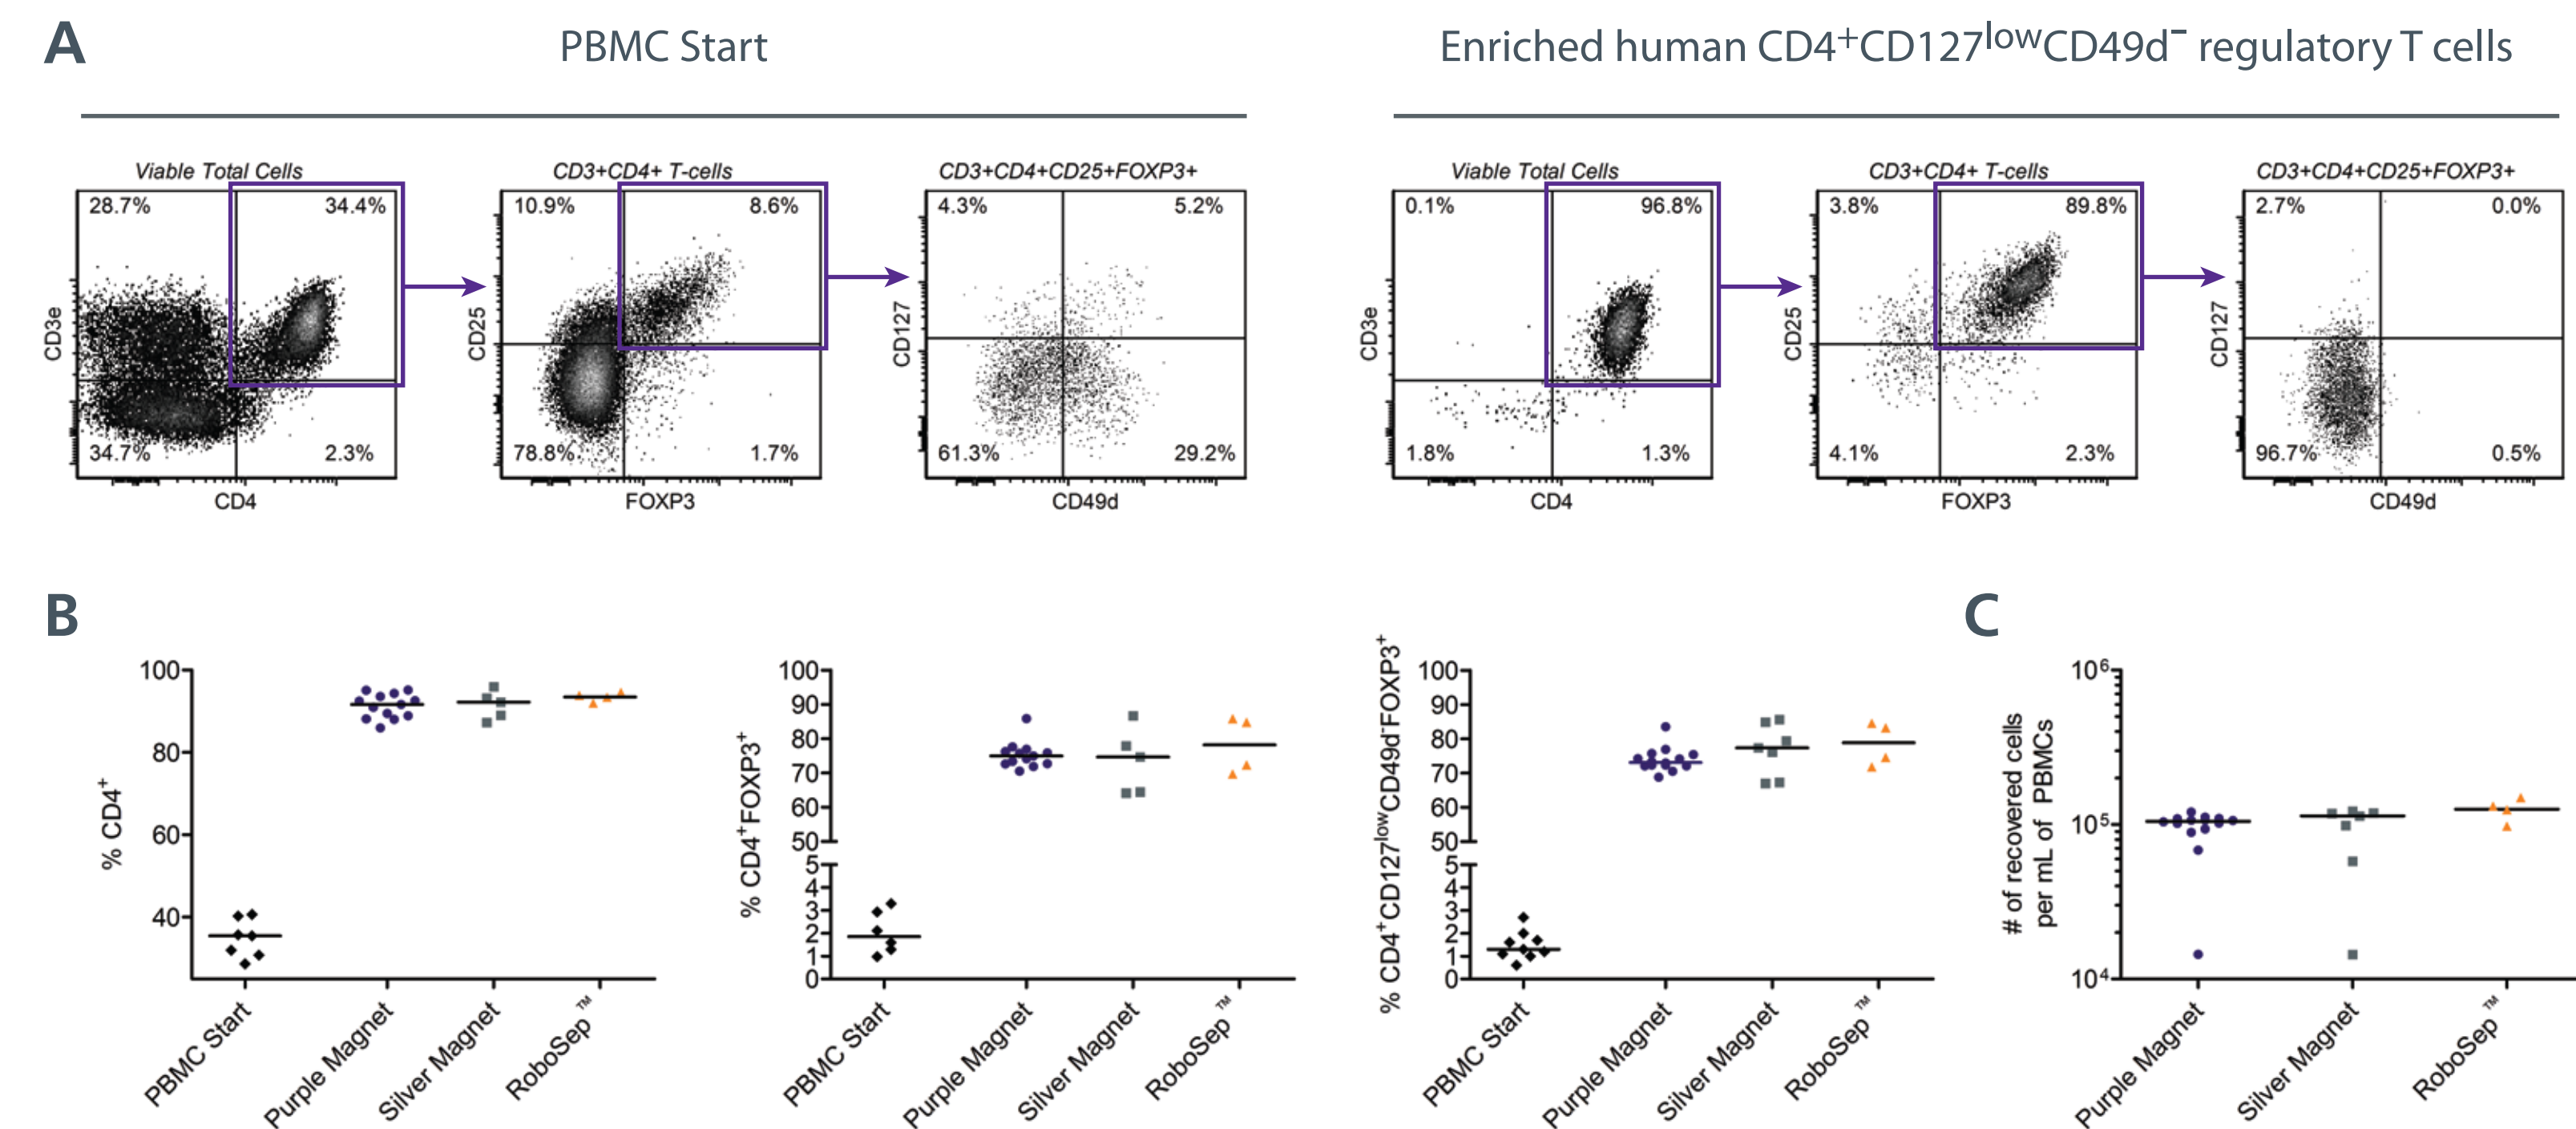 A
PBMC Start
Enriched human CD4+CD127lowCD49d- regulatory T cells
Viable Total Cells
28.7%
34.4%
34.7%
2.3%
CD3e
CD4
CD3+CD4+ T-cells
10.9%
8.6%
78.8%
1.7%
CD25
FOXP3
CD3+CD4+CD25+FOXP3+
4.3%
5.2%
61.3%
29.2%
CD127
CD49d
Viable Total Cells
0.1%
96.8%
1.8%
1.3%
CD3e
CD4
CD3+CD4+ T-cells
3.8%
89.8%
4.1%
2.3%
CD25
FOXP3
CD3+CD4+CD25+FOXP3+
2.7%
0.0%
96.7%
0.5%
CD127
CD49d
B
% CD4+
100
80
60
40
PBMC Start
Purple Magnet
Silver Magnet
RoboSep™
% CD4+FOXP3+
100
90
80
70
60
50
5
4
3
2
1
0
PBMC Start
Purple Magnet
Silver Magnet
RoboSep™
% CD4+CD127lowCD49d-FOXP3+
100
90
80
70
60
50
5
4
3
2
1
0
PBMC Start
Purple Magnet
Silver Magnet
RoboSep™
C
# of recovered cells
per mL of PBMCs
10⁶
10⁵
10⁴
Purple Magnet
Silver Magnet
RoboSep™